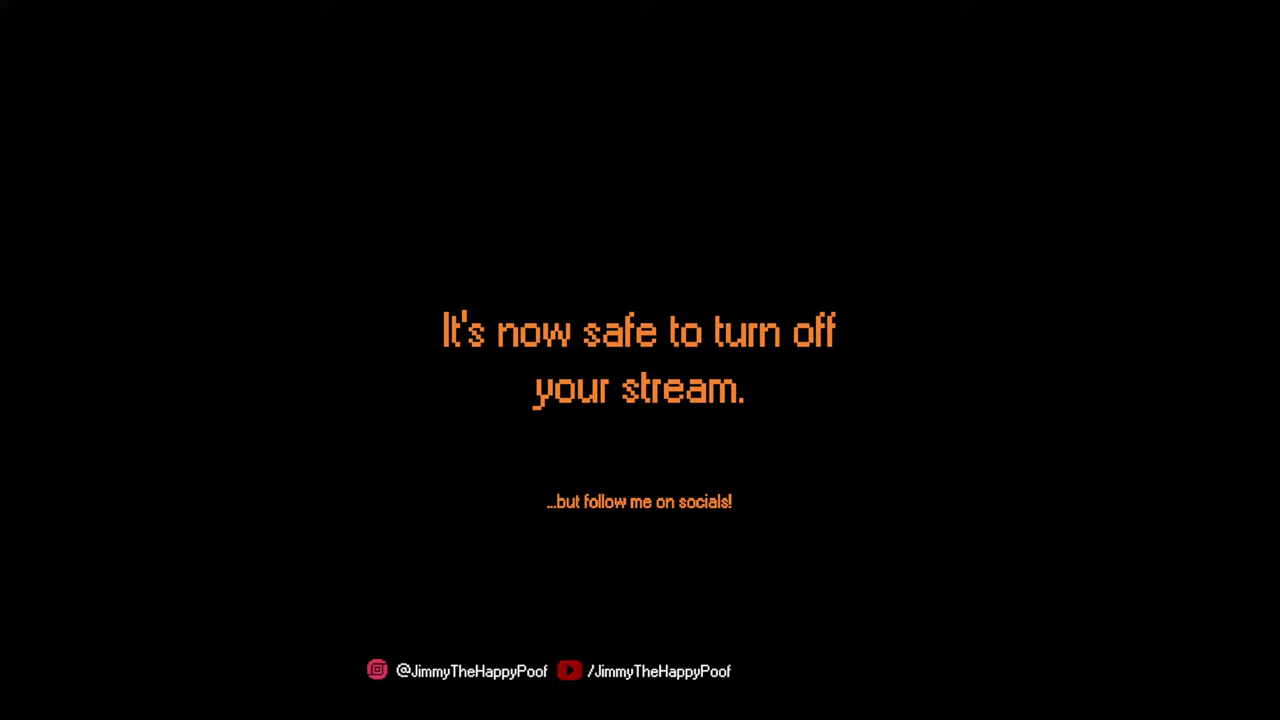 It's now safe to turn off
your stream.
...but follow me on socials!
@JimmyTheHappyPoof /JimmyTheHappyPoof